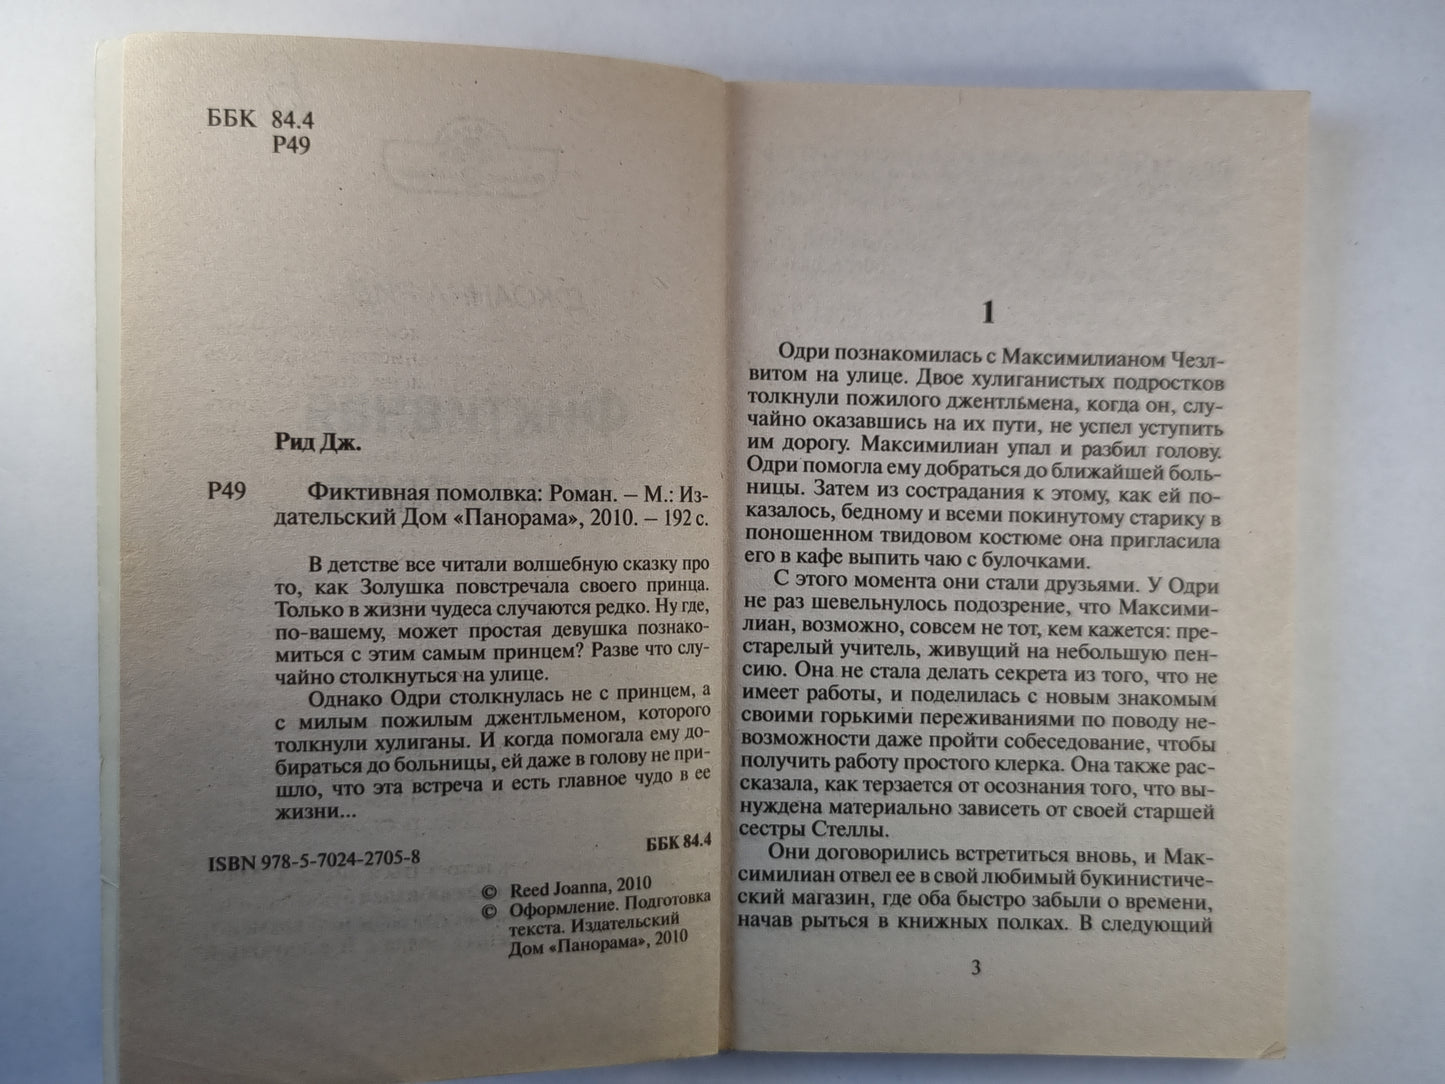 ББК 84.4
Р49
Рид Дж.
Р49 Фиктивная помолвка: Роман. – М.: Из-
дательский Дом «Панорама», 2010. – 192 с.
В детстве все читали волшебную сказку про
то, как Золушка повстречала своего принца.
Только в жизни чудеса случаются редко. Ну где,
по-вашему, может простая девушка познако-
миться с этим самым принцем? Разве что слу-
чайно столкнуться на улице.
Однако Одри столкнулась не с принцем, а
с милым пожилым джентльменом, которого
толкнули хулиганы. И когда помогала ему до-
бираться до больницы, ей даже в голову не при-
шло, что эта встреча и есть главное чудо в ее
жизни...
ББК 84.4
ISBN 978-5-7024-2705-8
© Reed Joanna, 2010
© Оформление. Подготовка
текста. Издательский
Дом «Панорама», 2010
1
Одри познакомилась с Максимилианом Чезл-
витом на улице. Двое хулиганистых подростков
толкнули пожилого джентльмена, когда он, слу-
чайно оказавшись на их пути, не успел уступить
им дорогу. Максимилиан упал и разбил голову.
Одри помогла ему добраться до ближайшей боль-
ницы. Затем из сострадания к этому, как ей по-
казалось, бедному и всеми покинутому старику в
поношенном твидовом костюме она пригласила
его в кафе выпить чаю с булочками.
С этого момента они стали друзьями. У Одри
не раз шевельнулось подозрение, что Максими-
лиан, возможно, совсем не тот, кем кажется: пре-
старелый учитель, живущий на небольшую пен-
сию. Она не стала делать секрета из того, что не
имеет работы, и поделилась с новым знакомым
своими горькими переживаниями по поводу не-
возможности даже пройти собеседование, чтобы
получить работу простого клерка. Она также рас-
сказала, как терзается от осознания того, что вы-
нуждена материально зависеть от своей старшей
сестры Стеллы.
Они договорились встретиться вновь, и Мак-
симилиан отвел ее в свой любимый букинистиче-
ский магазин, где оба быстро забыли о времени,
начав рыться в книжных полках. В следующий
3